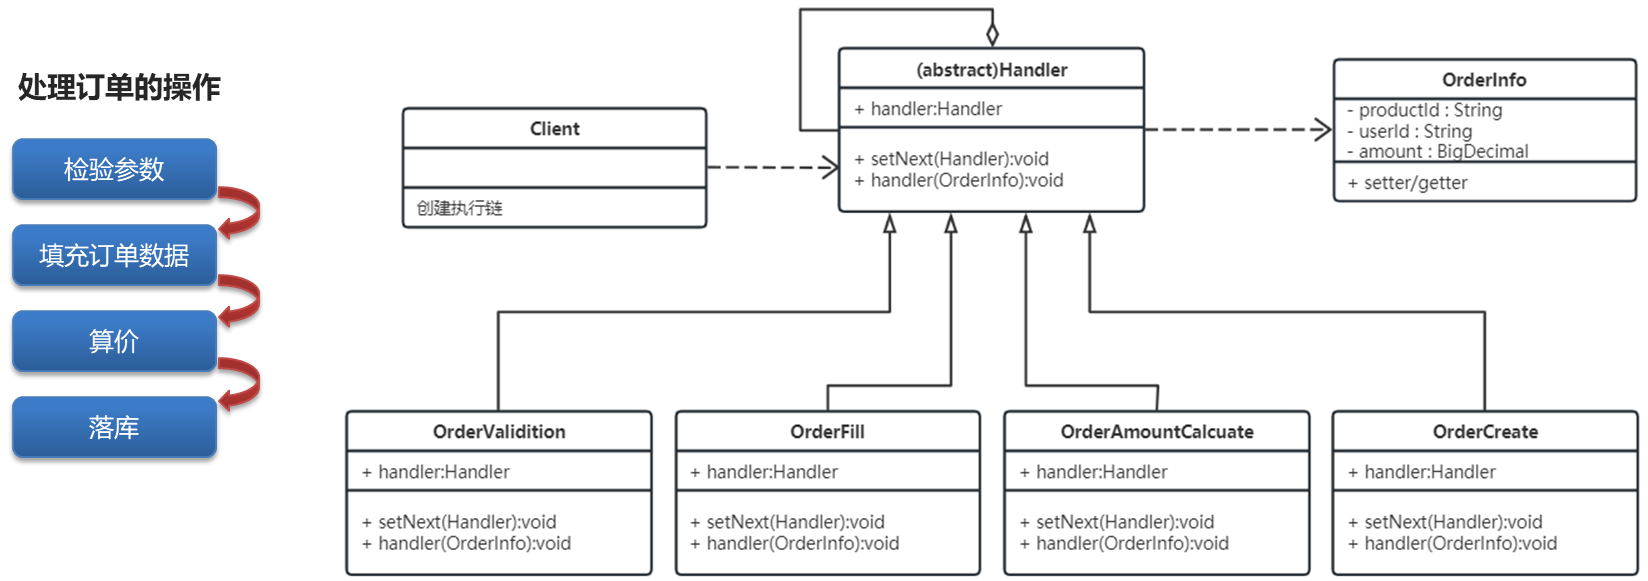 处理订单的操作
检验参数
填充订单数据
算价
落库
Client
创建执行链
(abstract)Handler
+ handler:Handler
+ setNext(Handler):void
+ handler(OrderInfo):void
OrderInfo
- productId : String
- userId : String
- amount : BigDecimal
+ setter/getter
OrderValidition
+ handler:Handler
+ setNext(Handler):void
+ handler(OrderInfo):void
OrderFill
+ handler:Handler
+ setNext(Handler):void
+ handler(OrderInfo):void
OrderAmountCalcuate
+ handler:Handler
+ setNext(Handler):void
+ handler(OrderInfo):void
OrderCreate
+ handler:Handler
+ setNext(Handler):void
+ handler(OrderInfo):void